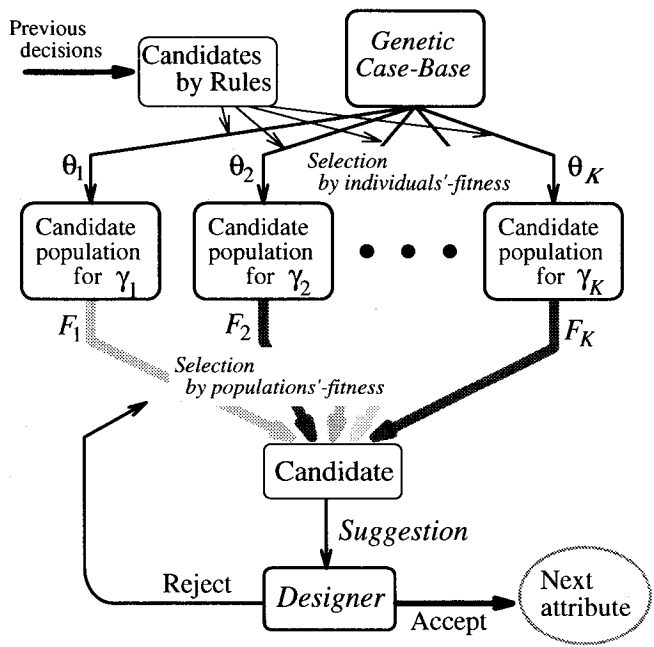 Previous
decisions
Candidates
by Rules
Genetic
Case-Base
θ1
θ2
Selection
by individuals'-fitness
θK
Candidate
population
for γ1
Candidate
population
for γ2
• • •
Candidate
population
for γK
F1
F2
FK
Selection
by populations'-fitness
Candidate
Suggestion
Reject
Designer
Accept
Next
attribute